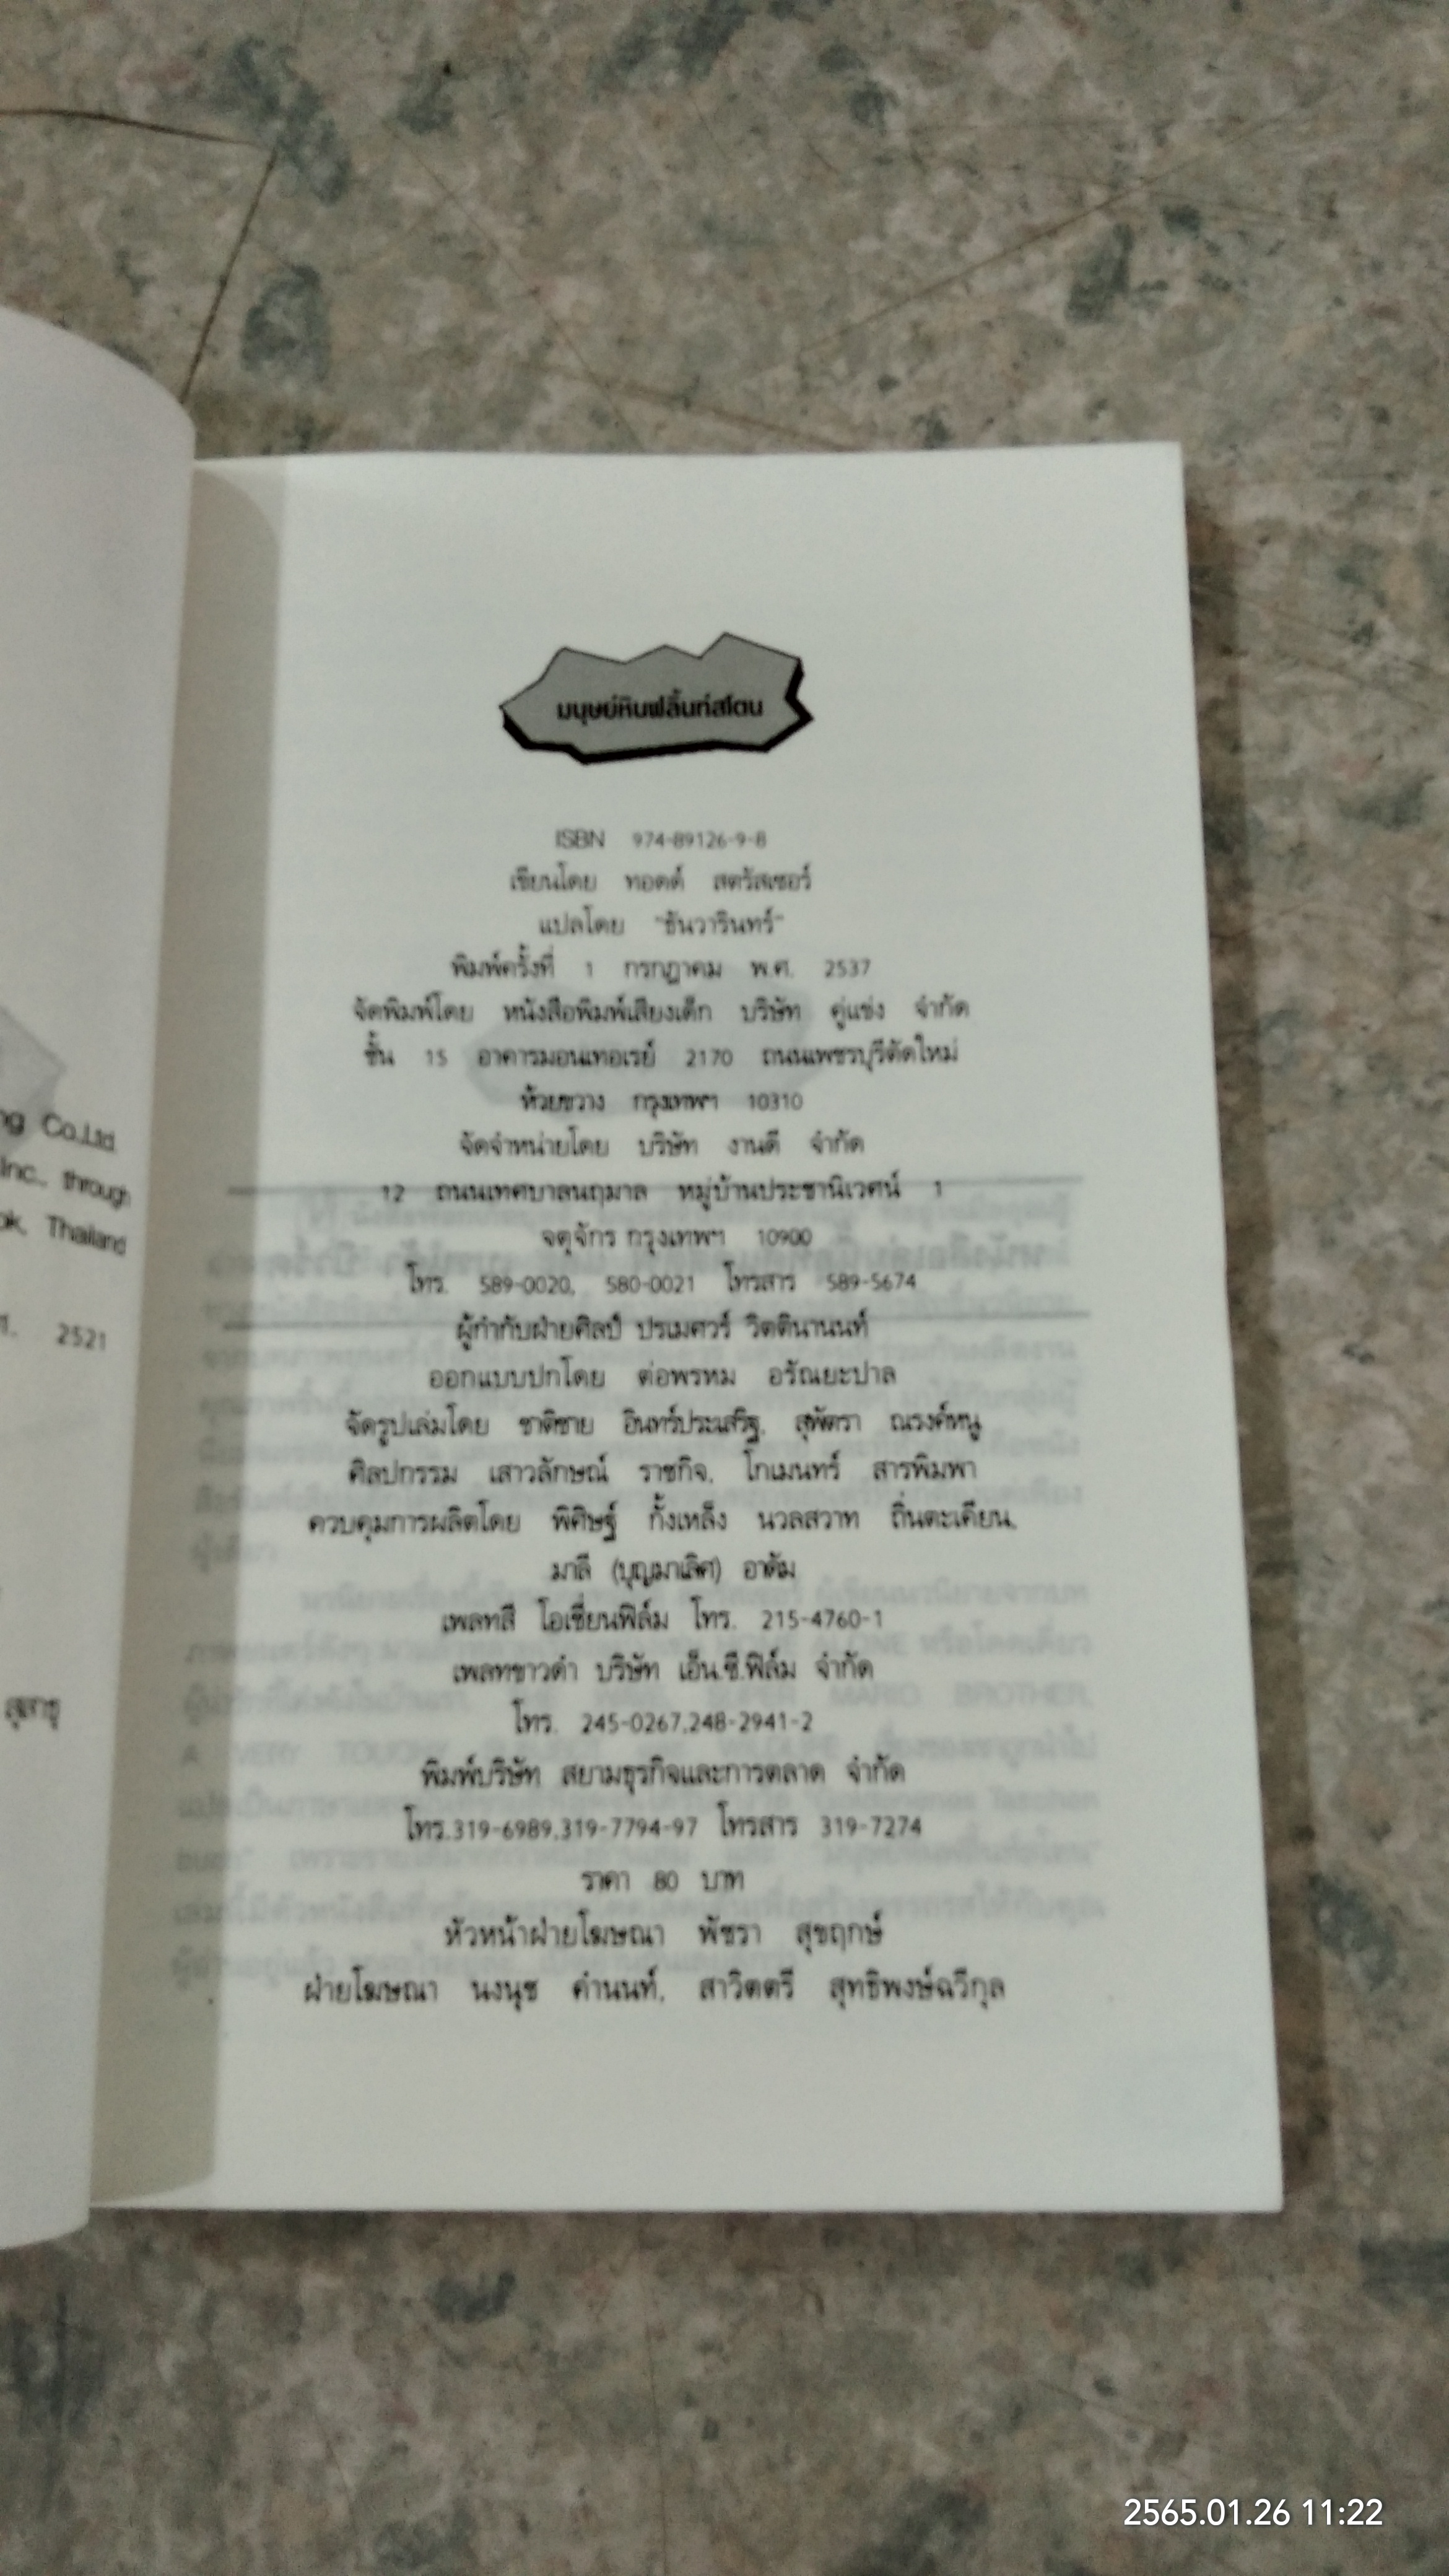 ng Co.Ltd.
Inc., through
ok, Thailand
2521
มนุษย์หินฟลิ้นท์สโตน
ISBN 974-89126-9-8
เขียนโดย ทอดด์ สตรัสเซอร์
แปลโดย "ธันวารินทร์"
พิมพ์ครั้งที่ 1 กรกฎาคม พ.ศ. 2537
จัดพิมพ์โดย หนังสือพิมพ์เสียงเด็ก บริษัท คู่แข่ง จำกัด
ชั้น 15 อาคารมอนเทอเรย์ 2170 ถนนเพชรบุรีตัดใหม่
ห้วยขวาง กรุงเทพฯ 10310
จัดจำหน่ายโดย บริษัท งานดี จำกัด
12 ถนนเทศบาลนฤมาล หมู่บ้านประชานิเวศน์ 1
จตุจักร กรุงเทพฯ 10900
โทร. 589-0020, 580-0021 โทรสาร 589-5674
ผู้กำกับฝ่ายศิลป์ ปรเมศวร์ วิตตินานนท์
ออกแบบปกโดย ต่อพรหม อรัณยะปาล
จัดรูปเล่มโดย ชาติชาย อินทร์ประเสริฐ, สุพัตรา ณรงค์หนู
ศิลปกรรม เสาวลักษณ์ ราชกิจ, โกเมนทร์ สารพิมพา
ควบคุมการผลิตโดย พิศิษฐ์ กั้งเหล็ง นวลสวาท ถิ่นตะเคียน,
มาลี (บุญมาเลิศ) อาดัม
เพลทสี โอเชี่ยนฟิล์ม โทร. 215-4760-1
เพลทขาวดำ บริษัท เอ็น.ซี.ฟิล์ม จำกัด
โทร. 245-0267,248-2941-2
พิมพ์บริษัท สยามธุรกิจและการตลาด จำกัด
โทร.319-6989,319-7794-97 โทรสาร 319-7274
ราคา 80 บาท
หัวหน้าฝ่ายโฆษณา พัชรา สุขฤกษ์
ฝ่ายโฆษณา นงนุช คำนนท์, สาวิตตรี สุทธิพงษ์ฉวีกุล
2565.01.26 11:22